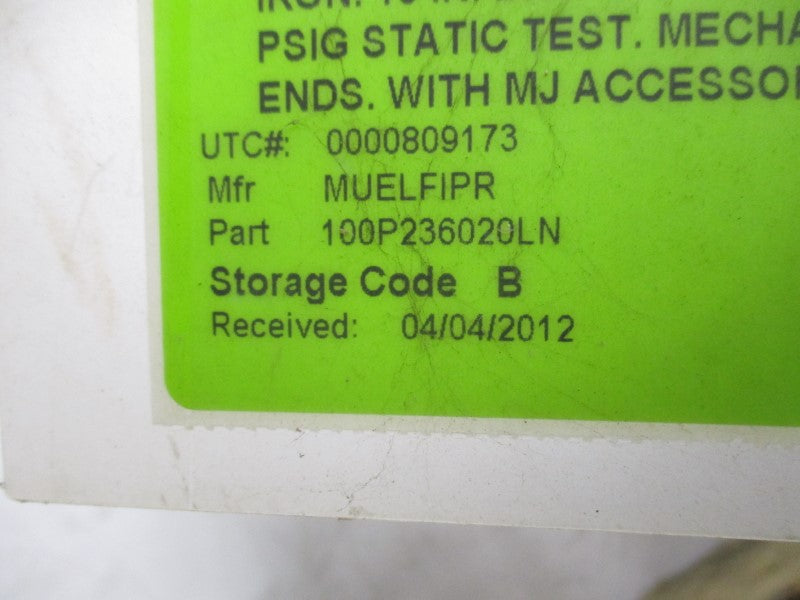 IRON.
PSIG STATIC TEST. MECHA
ENDS. WITH MJ ACCESSO
UTC#: 0000809173
Mfr MUELFIPR
Part 100P236020LN
Storage Code B
Received: 04/04/2012